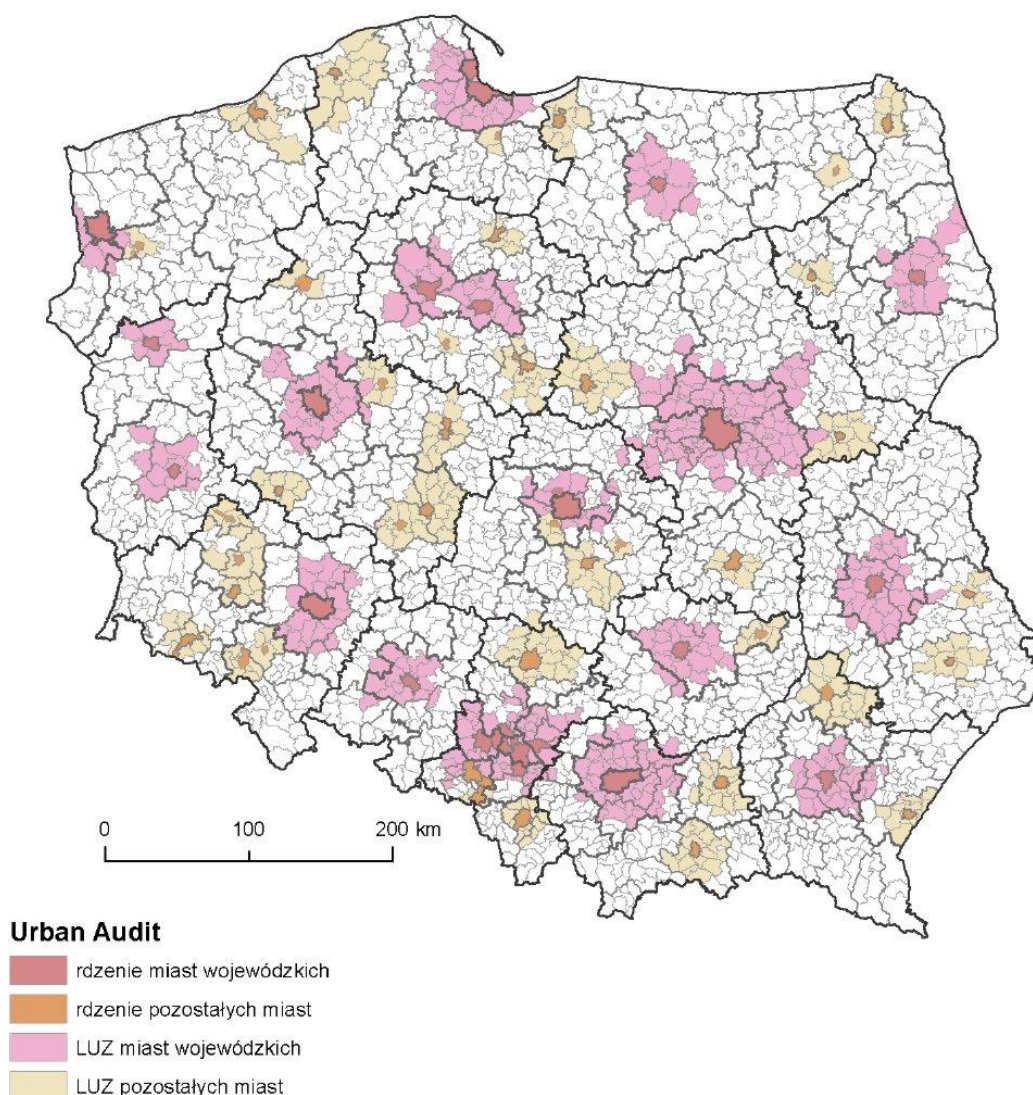 0 100 200 km
Urban Audit
rdzenie miast wojewódzkich
rdzenie pozostałych miast
LUZ miast wojewódzkich
LUZ pozostałych miast